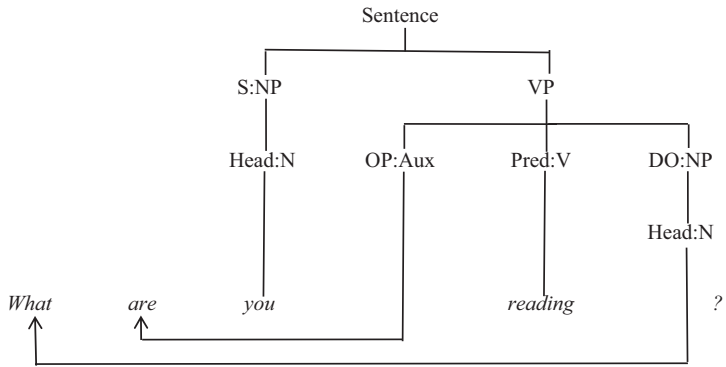 Sentence
S:NP VP
Head:N OP:Aux Pred:V DO:NP
Head:N
What are you reading ?